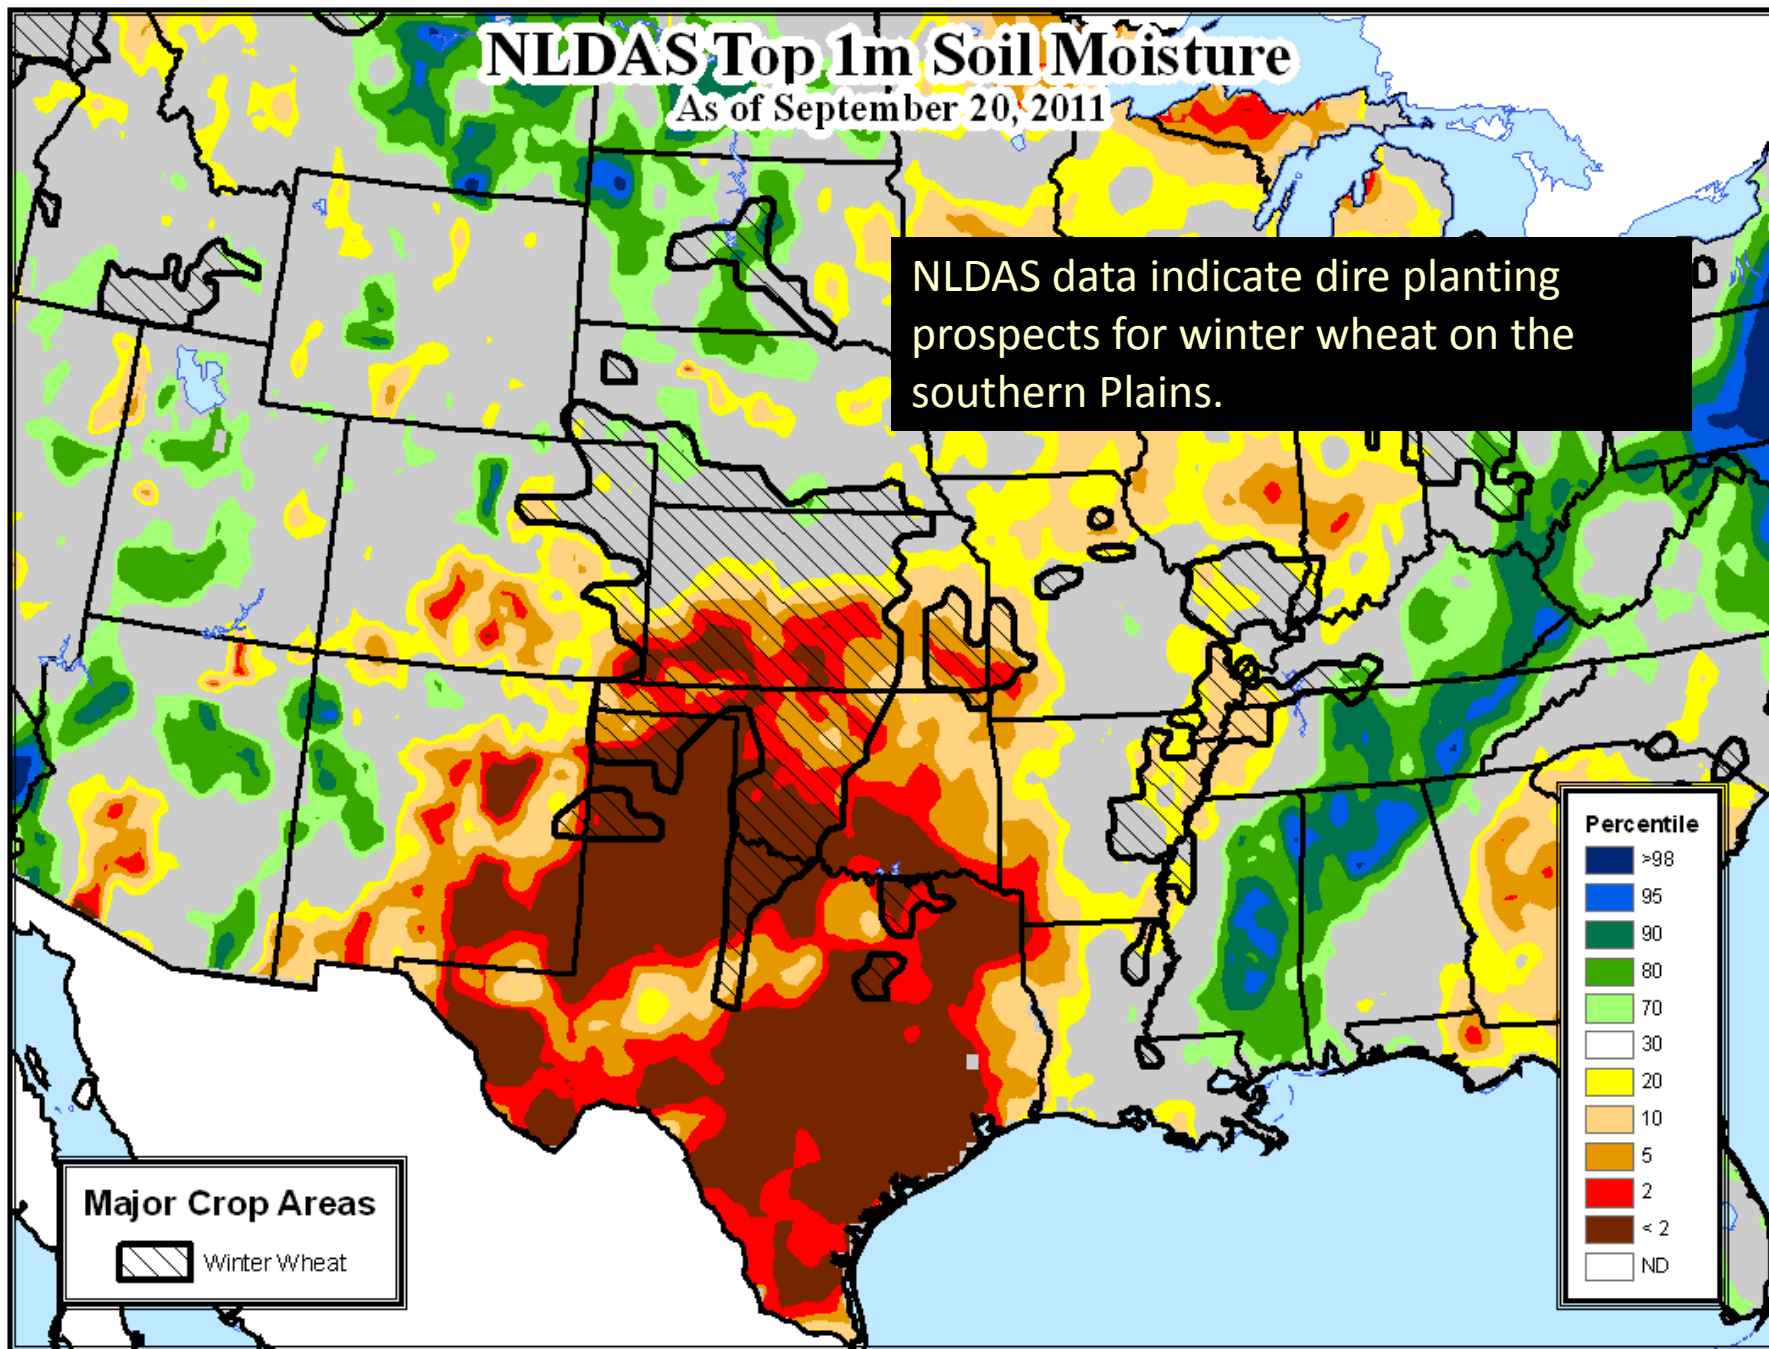 NLDAS Top 1m Soil Moisture
As of September 20, 2011
NLDAS data indicate dire planting
prospects for winter wheat on the
southern Plains.
Percentile
>98
95
90
80
70
30
20
10
5
2
< 2
ND
Major Crop Areas
Winter Wheat